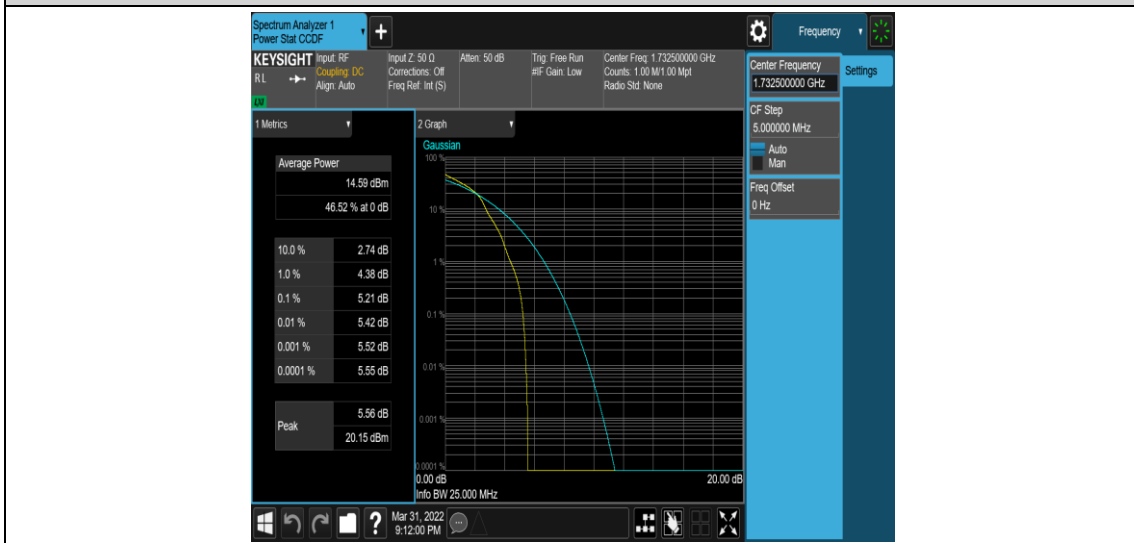 Spectrum Analyzer 1
Power Stat CCDF
+
Frequency
KEYSIGHT
RL
LXI
Input: RF
Coupling: DC
Align: Auto
Input Z: 50 Ω
Corrections: Off
Freq Ref: Int (S)
Atten: 50 dB
Trig: Free Run
#IF Gain: Low
Center Freq: 1.732500000 GHz
Counts: 1.00 M/1.00 Mpt
Radio Std: None
Center Frequency
1.732500000 GHz
Settings
CF Step
5.000000 MHz
Auto
Man
Freq Offset
0 Hz
1 Metrics
Average Power
14.59 dBm
46.52 % at 0 dB
10.0 % 2.74 dB
1.0 % 4.38 dB
0.1 % 5.21 dB
0.01 % 5.42 dB
0.001 % 5.52 dB
0.0001 % 5.55 dB
Peak 5.56 dB
20.15 dBm
2 Graph
Gaussian
100 %
10 %
1 %
0.1 %
0.01 %
0.001 %
0.0001 %
0.00 dB 20.00 dB
Info BW 25.000 MHz
?
Mar 31, 2022
9:12:00 PM